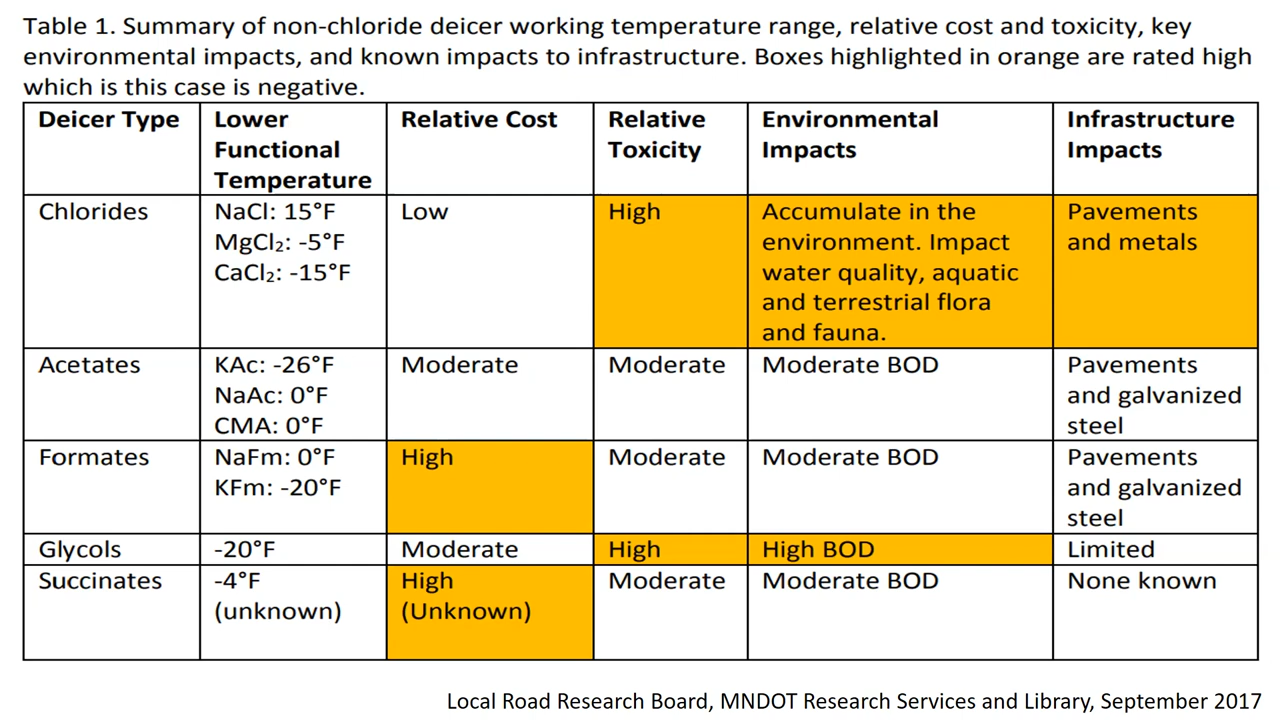 Table 1. Summary of non-chloride deicer working temperature range, relative cost and toxicity, key
environmental impacts, and known impacts to infrastructure. Boxes highlighted in orange are rated high
which is this case is negative.
Deicer Type
Lower
Functional
Temperature
Relative Cost
Relative
Toxicity
Environmental
Impacts
Infrastructure
Impacts
Chlorides
NaCl: 15°F
MgCl₂: -5°F
CaCl₂: -15°F
Low
High
Accumulate in the
environment. Impact
water quality, aquatic
and terrestrial flora
and fauna.
Pavements
and metals
Acetates
KAc: -26°F
NaAc: 0°F
CMA: 0°F
Moderate
Moderate
Moderate BOD
Pavements
and galvanized
steel
Formates
NaFm: 0°F
KFm: -20°F
High
Moderate
Moderate BOD
Pavements
and galvanized
steel
Glycols
-20°F
Moderate
High
High BOD
Limited
Succinates
-4°F
(unknown)
High
(Unknown)
Moderate
Moderate BOD
None known
Local Road Research Board, MNDOT Research Services and Library, September 2017